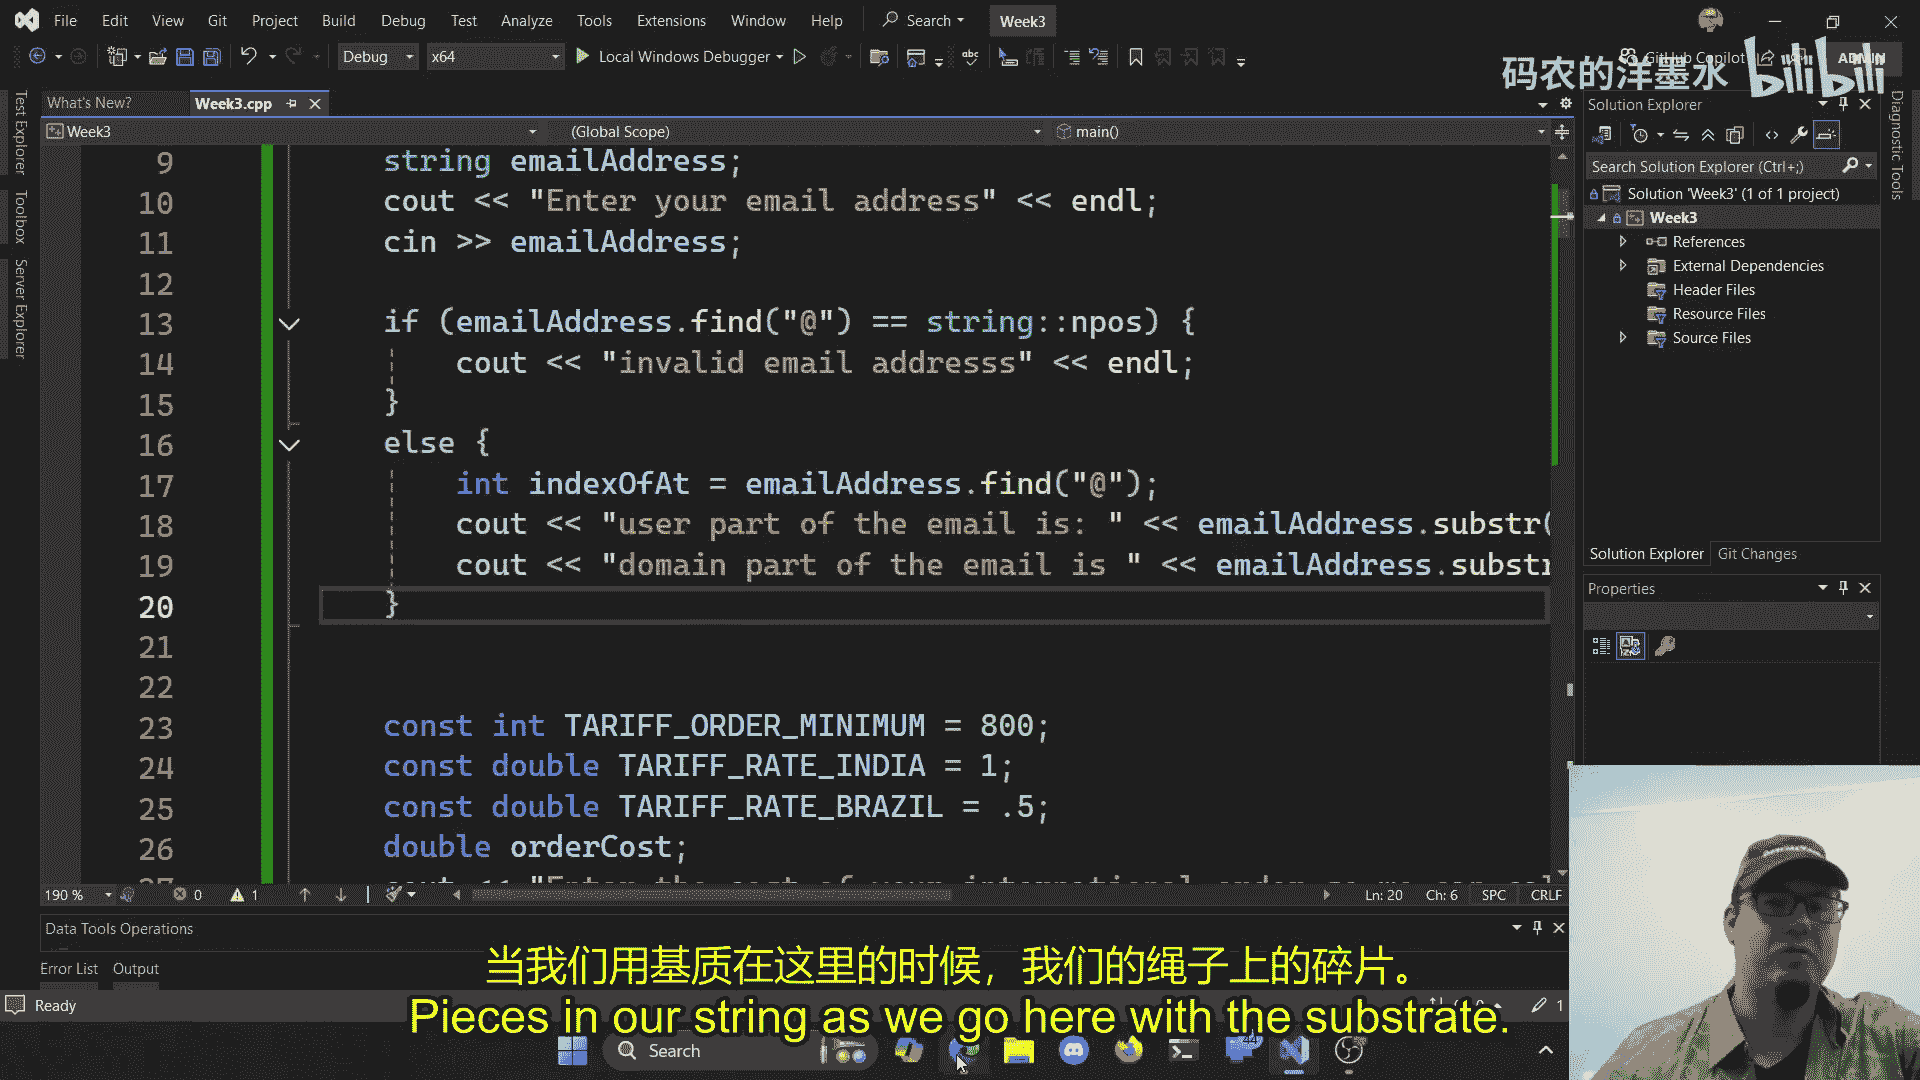 File Edit View Git Project Build Debug Test Analyze Tools Extensions Window Help Search Week3
Debug x64 Local Windows Debugger GitHub Copilot ADMIN
码农的洋墨水 bilibili
What's New? Week3.cpp
Week3 (Global Scope) main()
Test Explorer
Toolbox
Server Explorer
9 string emailAddress;
10 cout << "Enter your email address" << endl;
11 cin >> emailAddress;
12
13 if (emailAddress.find("@") == string::npos) {
14 cout << "invalid email addresss" << endl;
15 }
16 else {
17 int indexOfAt = emailAddress.find("@");
18 cout << "user part of the email is: " << emailAddress.substr(
19 cout << "domain part of the email is " << emailAddress.substr
20 }
21
22
23 const int TARIFF_ORDER_MINIMUM = 800;
24 const double TARIFF_RATE_INDIA = 1;
25 const double TARIFF_RATE_BRAZIL = .5;
26 double orderCost;
190 % 0 1 Ln: 20 Ch: 6 SPC CRLF
Solution Explorer
Search Solution Explorer (Ctrl+;)
Solution 'Week3' (1 of 1 project)
Week3
References
External Dependencies
Header Files
Resource Files
Source Files
Solution Explorer Git Changes
Properties
Diagnostic Tools
Data Tools Operations
Error List Output
Ready
1
当我们用基质在这里的时候，我们的绳子上的碎片。
Pieces in our string as we go here with the substrate.
Search